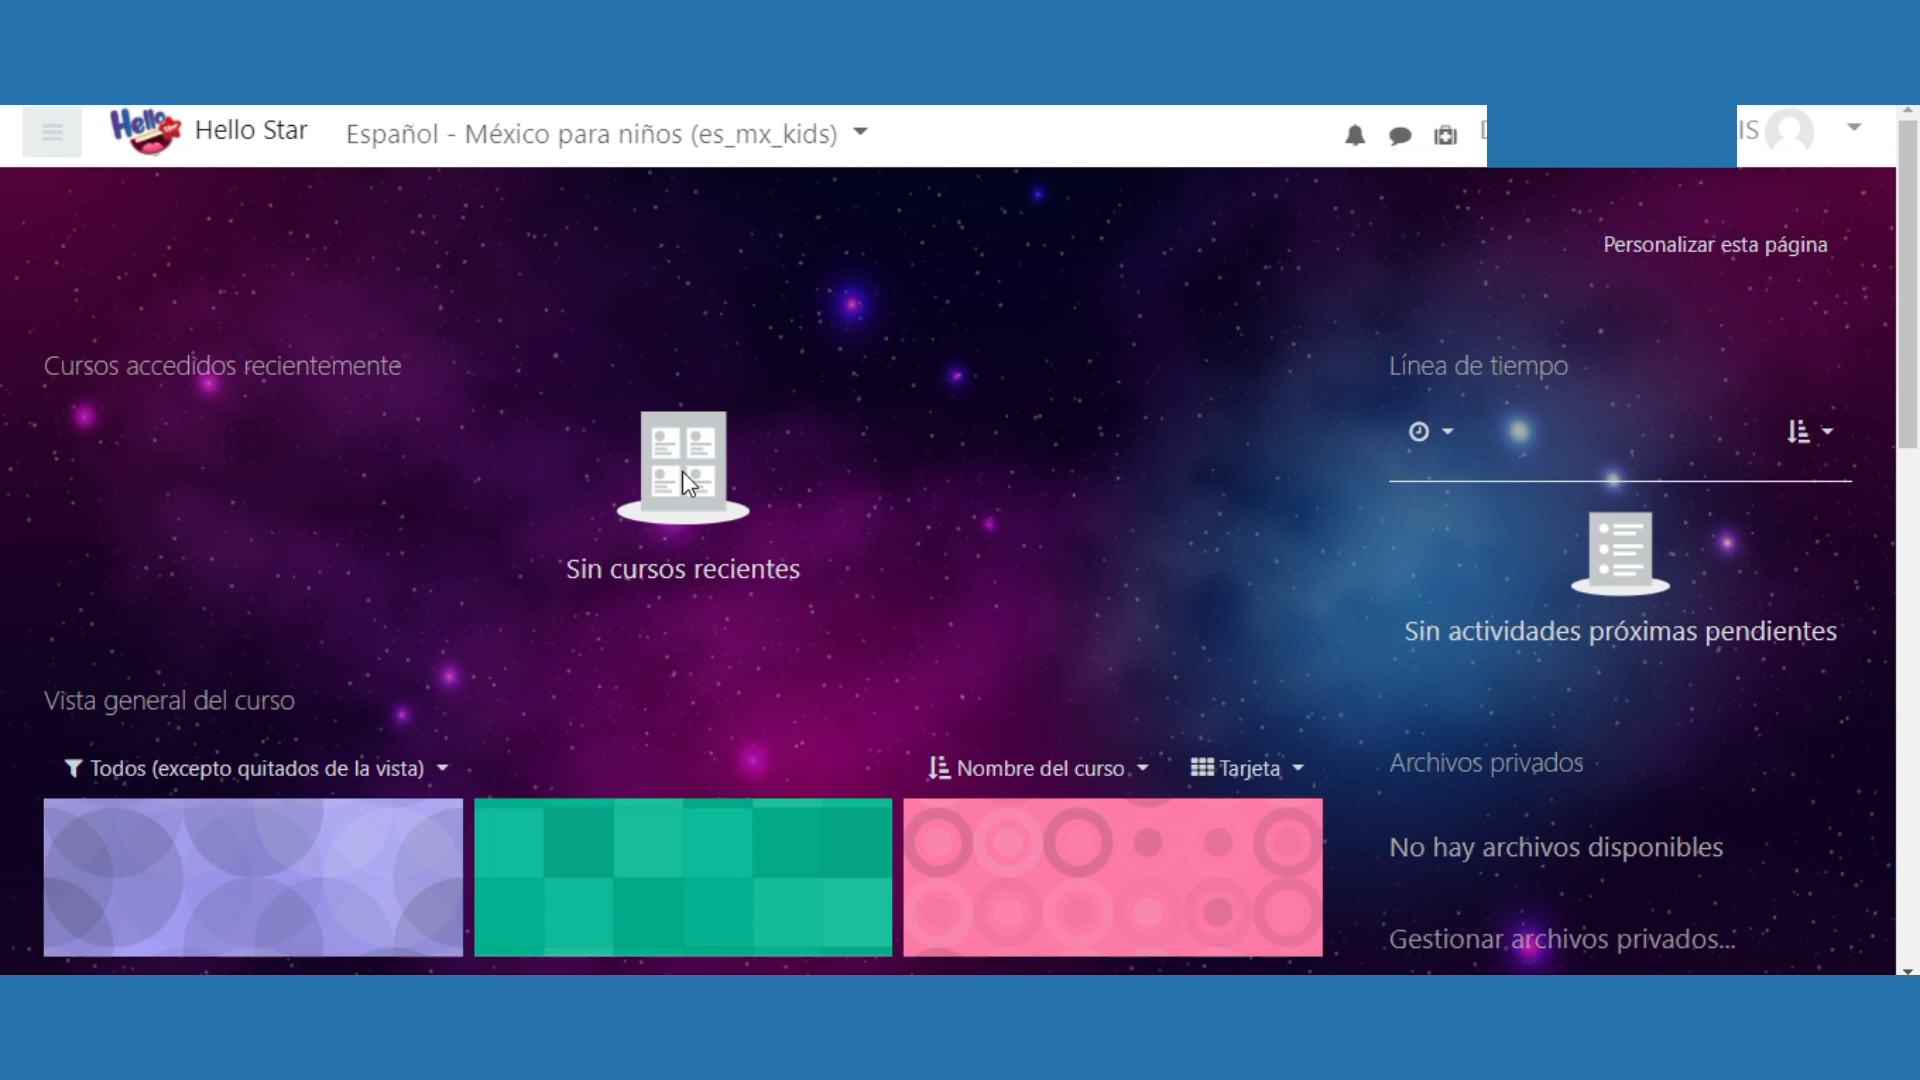 Hello
Hello Star
Español - México para niños (es_mx_kids)
IS
Personalizar esta página
Cursos accedidos recientemente
Línea de tiempo
Sin cursos recientes
Sin actividades próximas pendientes
Vista general del curso
Todos (excepto quitados de la vista)
Nombre del curso
Tarjeta
Archivos privados
No hay archivos disponibles
Gestionar archivos privados...